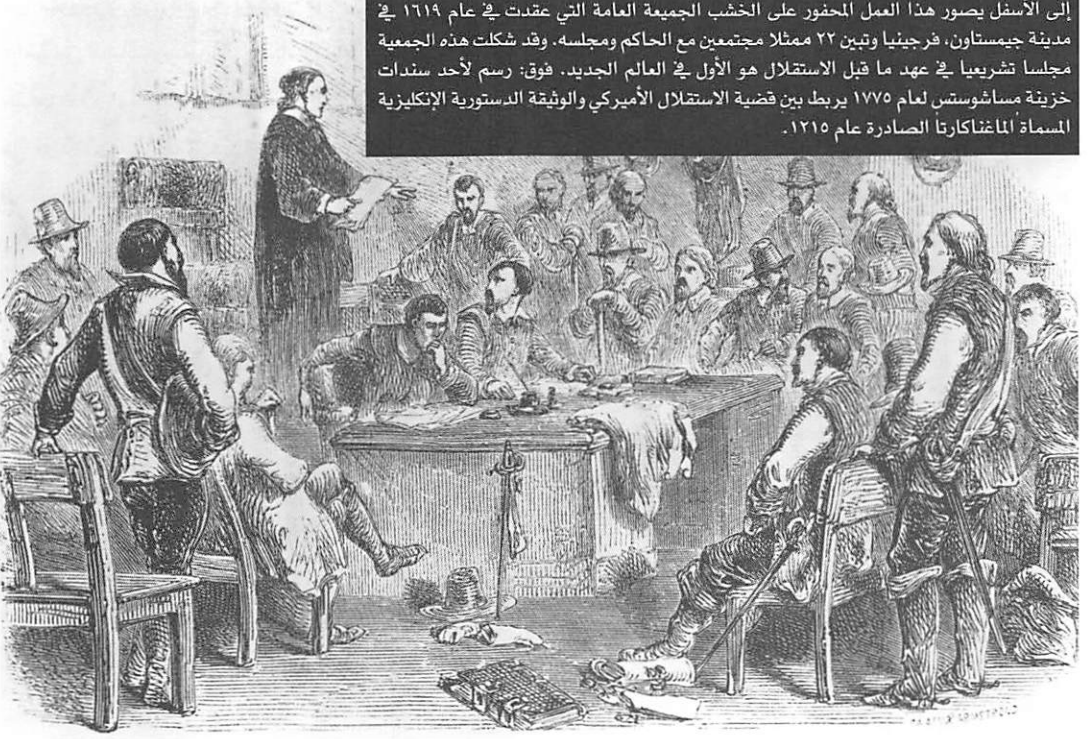 إلى الأسفل يصور هذا العمل المحفور على الخشب الجميعة العامة التي عقدت في عام ١٦١٩ في
مدينة جيمستاون، فرجينيا وتبين ٢٢ ممثلا مجتمعين مع الحاكم ومجلسه. وقد شكلت هذه الجمعية
مجلسا تشريعيا في عهد ما قبل الاستقلال هو الأول في العالم الجديد. فوق: رسم لأحد سندات
خزينة مساشوستس لعام ١٧٧٥ يربط بين قضية الاستقلال الأميركي والوثيقة الدستورية الإنكليزية
المسماة الماغناكارتا الصادرة عام ١٢١٥.